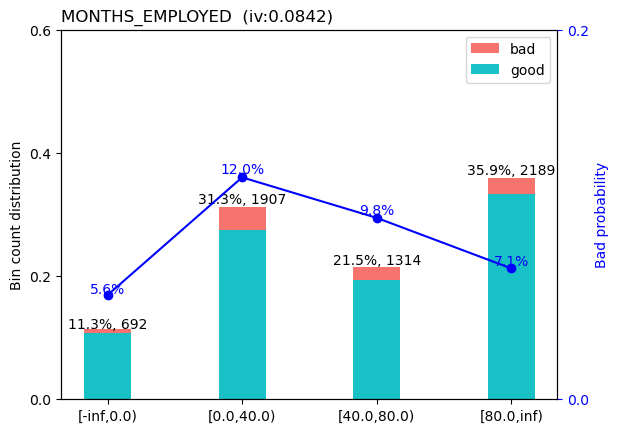 MONTHS_EMPLOYED (iv:0.0842)
0.6
0.2
bad
good
0.4
12.0%
35.9%, 2189
31.3%, 1907
9.8%
Bin count distribution
Bad probability
21.5%, 1314
7.1%
0.2
5.6%
11.3%, 692
0.0
0.0
[-inf,0.0)
[0.0,40.0)
[40.0,80.0)
[80.0,inf)